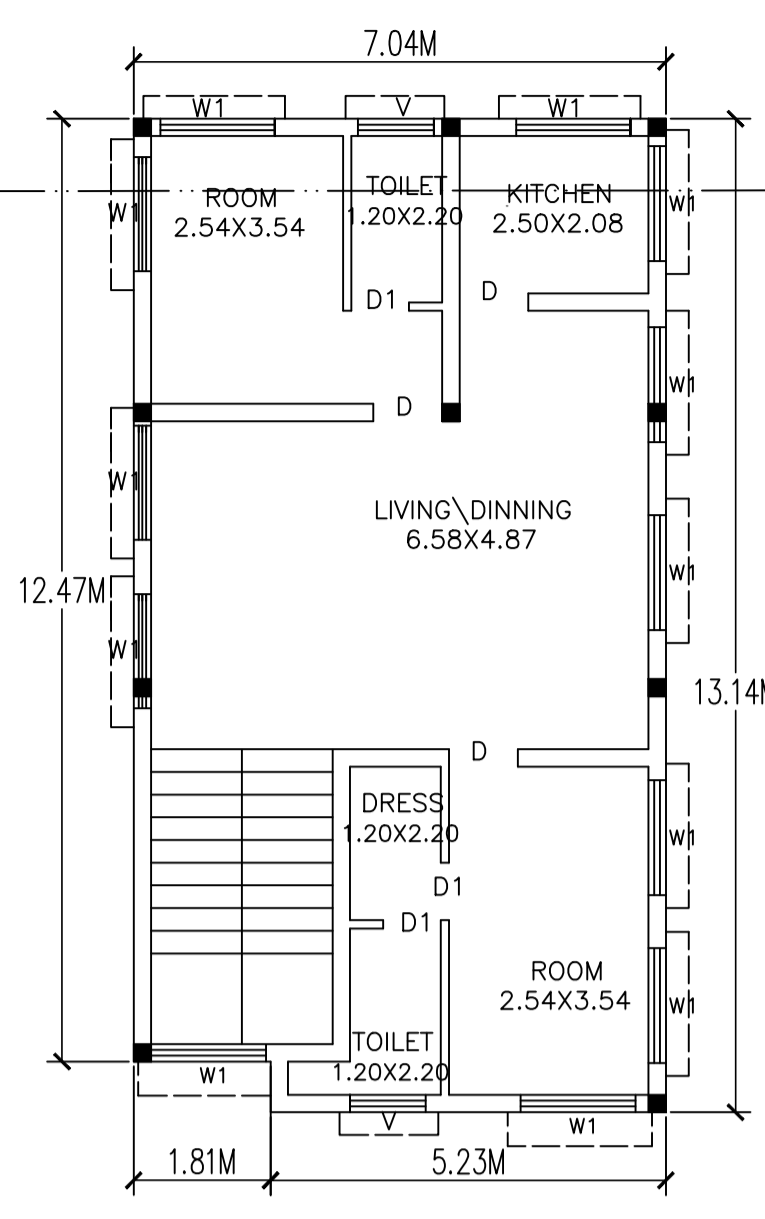 7.04M
W1
V
W1
ROOM
2.54X3.54
TOILET
1.20X2.20
KITCHEN
2.50X2.08
W1
W1
D1
D
W1
D
W1
LIVING\DINNING
6.58X4.87
W1
12.47M
W1
13.14M
D
DRESS
1.20X2.20
W1
D1
D1
ROOM
2.54X3.54
W1
TOILET
1.20X2.20
W1
V
W1
1.81M
5.23M